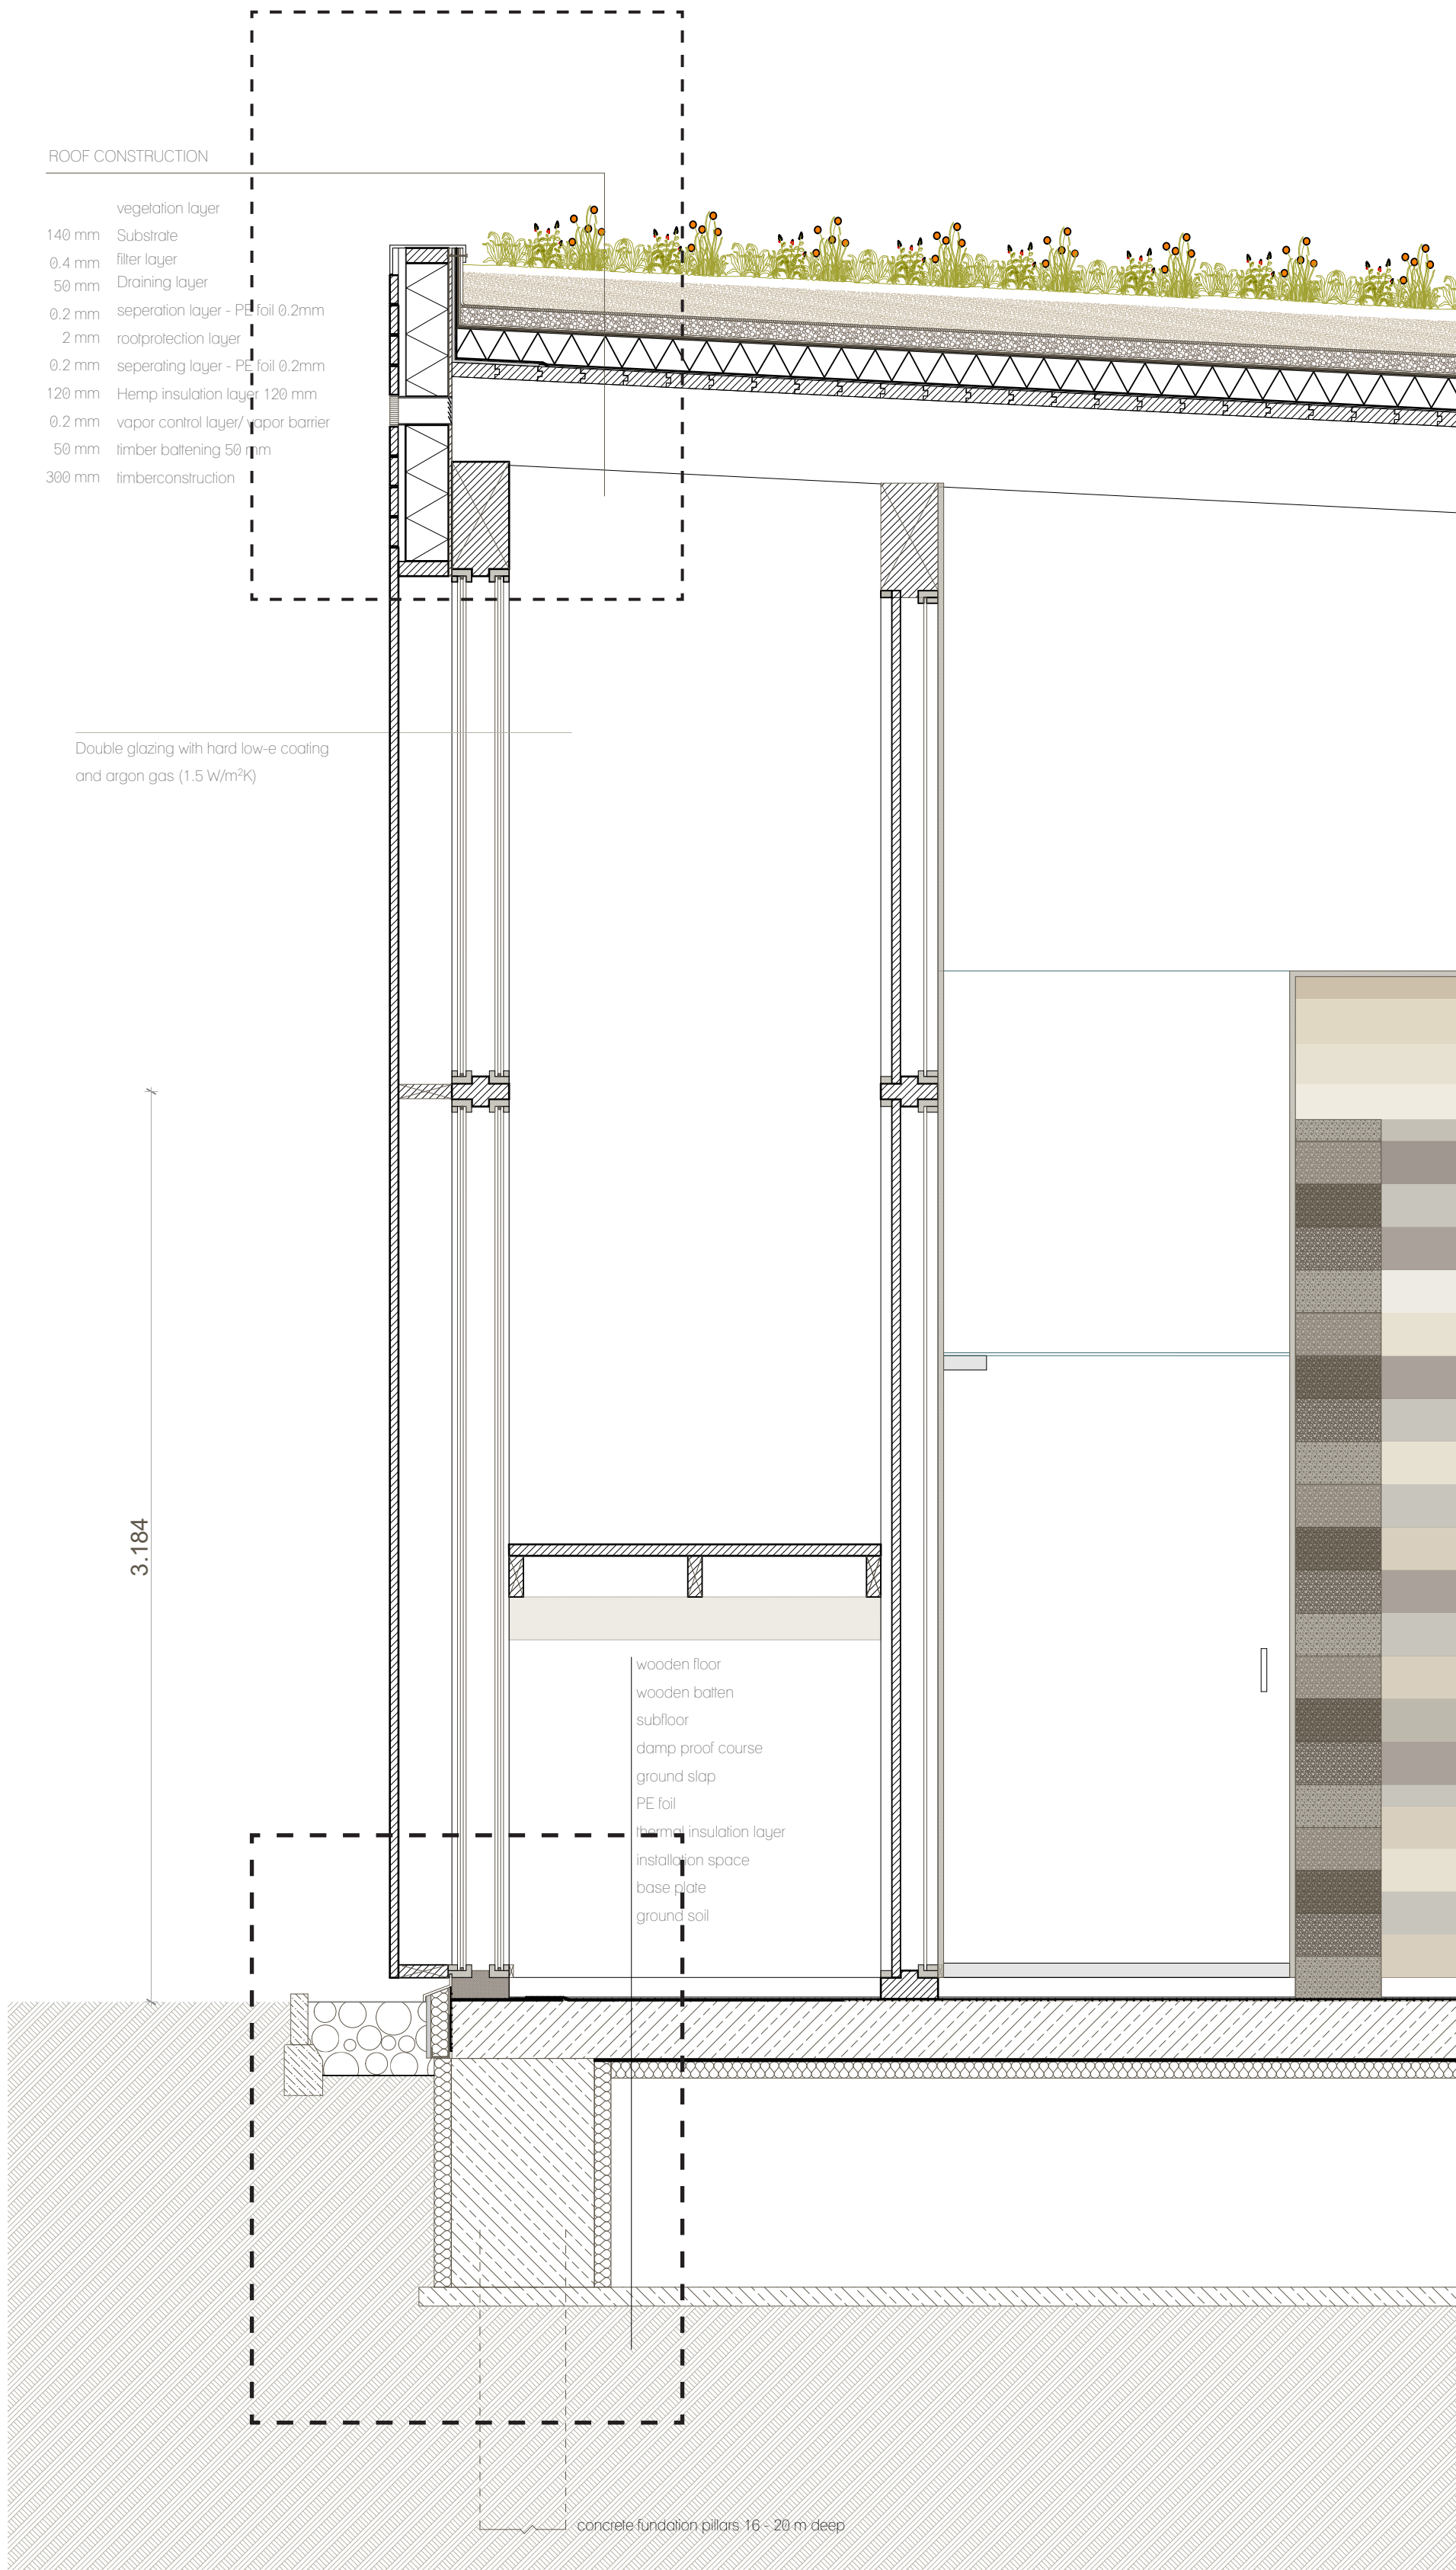 ROOF CONSTRUCTION
vegetation layer
140 mm Substrate
0.4 mm filter layer
50 mm Draining layer
0.2 mm seperation layer - PE foil 0.2mm
2 mm rootprotection layer
0.2 mm seperating layer - PE foil 0.2mm
120 mm Hemp insulation layer 120 mm
0.2 mm vapor control layer/ vapor barrier
50 mm timber battening 50 mm
300 mm timberconstruction
Double glazing with hard low-e coating
and argon gas (1.5 W/m²K)
3.184
wooden floor
wooden batten
subfloor
damp proof course
ground slap
PE foil
thermal insulation layer
installation space
base plate
ground soil
concrete fundation pillars 16 - 20 m deep